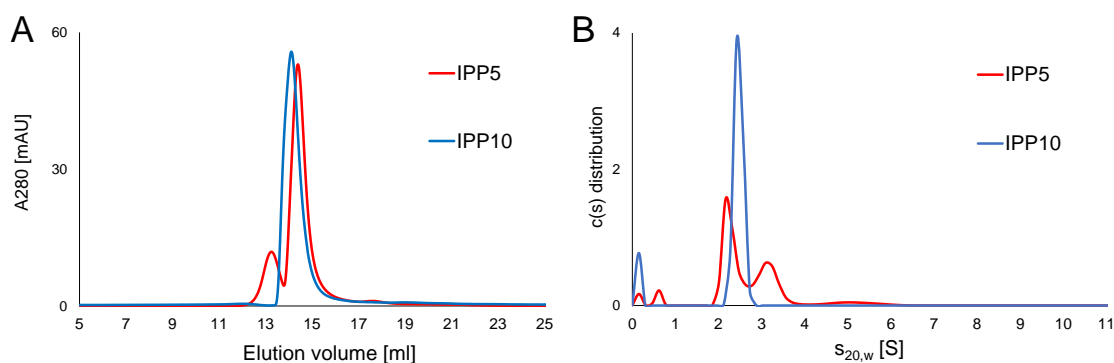 A
60
30
0
A280 [mAU]
IPP5
IPP10
5 7 9 11 13 15 17 19 21 23 25
Elution volume [ml]
B
4
2
0
c(s) distribution
IPP5
IPP10
0 1 2 3 4 5 6 7 8 9 10 11
s20,w [S]